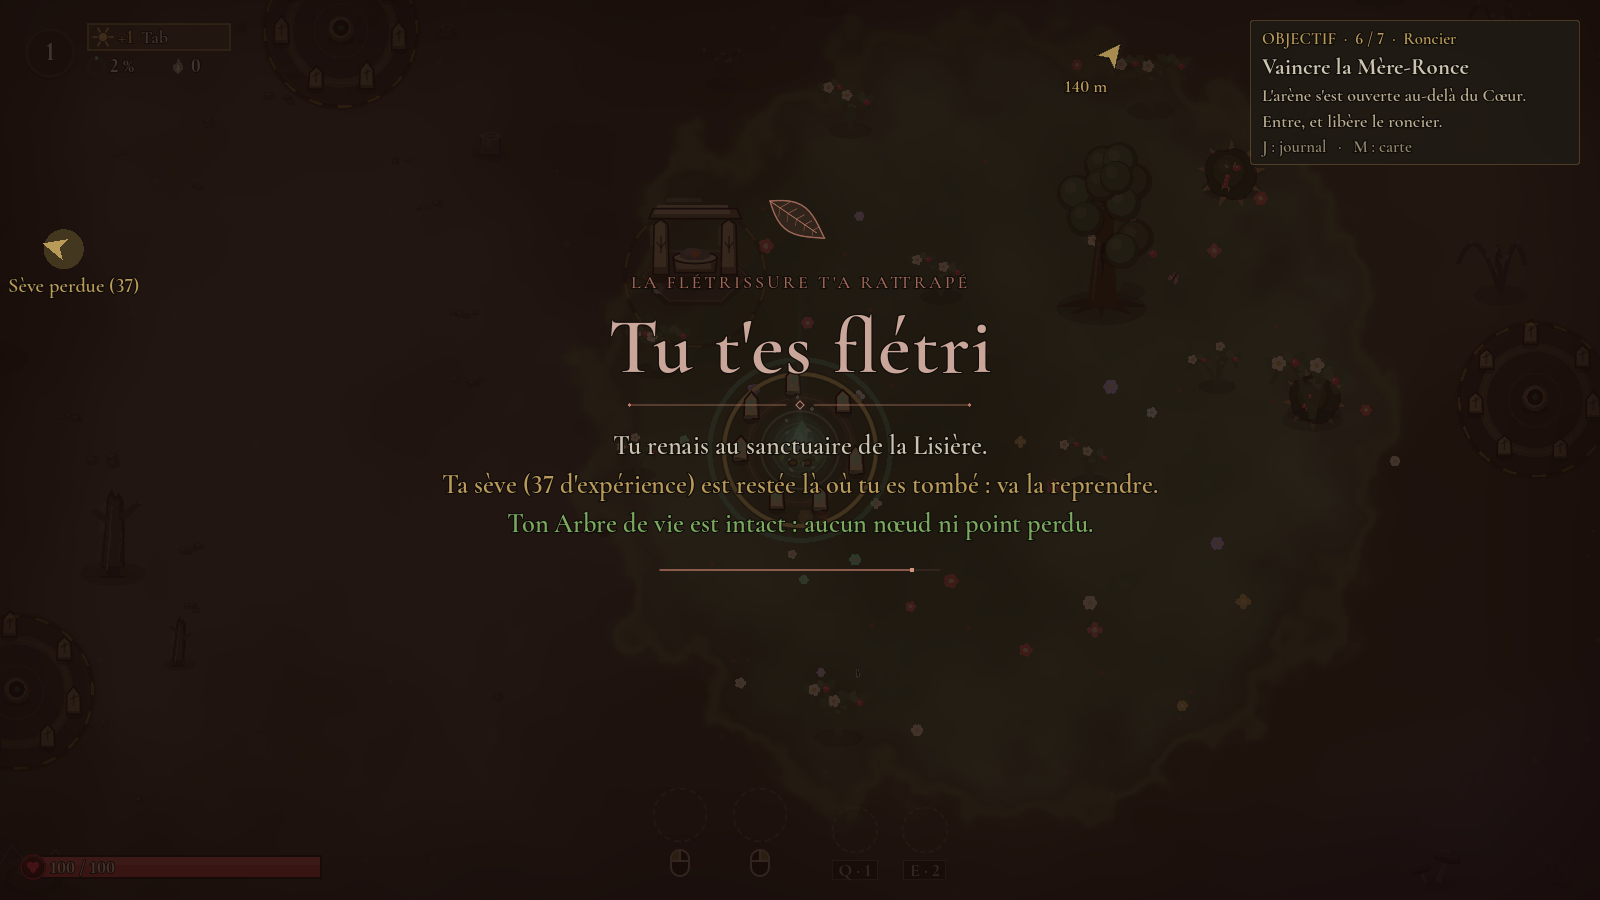 1
+1 Tab
2 % 0
140 m
OBJECTIF · 6 / 7 · Roncier
Vaincre la Mère-Ronce
L'arène s'est ouverte au-delà du Cœur.
Entre, et libère le roncier.
J : journal · M : carte
Sève perdue (37)
LA FLÉTRISSURE T'A RATTRAPÉ
Tu t'es flétri
Tu renais au sanctuaire de la Lisière.
Ta sève (37 d'expérience) est restée là où tu es tombé : va la reprendre.
Ton Arbre de vie est intact : aucun nœud ni point perdu.
100 / 100
Q · 1
E · 2